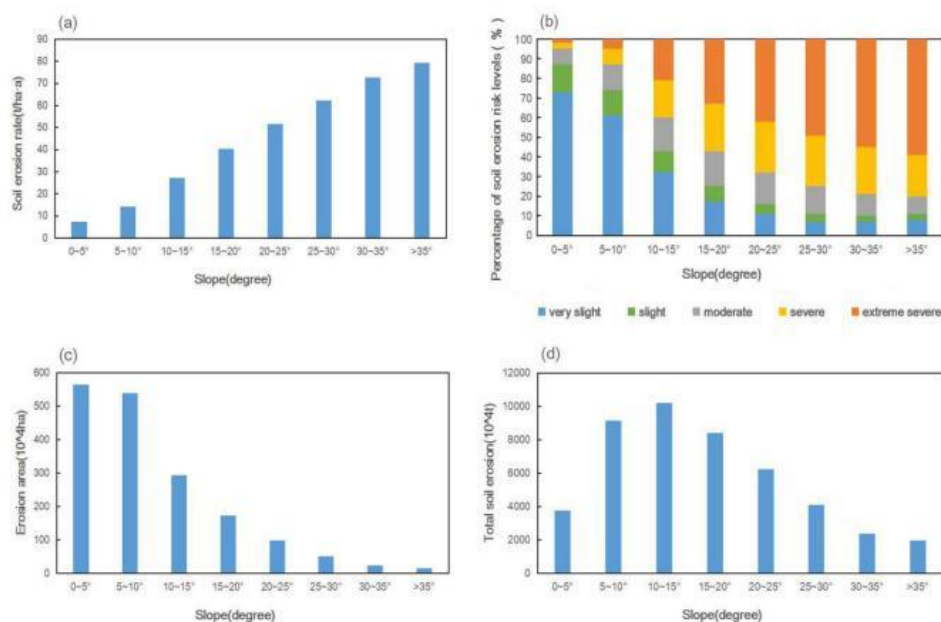 (a)
90
80
70
60
50
40
30
20
10
0
Soil erosion rate(t/ha·a)
0~5° 5~10° 10~15° 15~20° 20~25° 25~30° 30~35° >35°
Slope(degree)
(b)
100
90
80
70
60
50
40
30
20
10
0
Percentage of soil erosion risk levels ( % )
0~5° 5~10° 10~15° 15~20° 20~25° 25~30° 30~35° >35°
Slope(degree)
very slight slight moderate severe extreme severe
(c)
600
500
400
300
200
100
0
Erosion area(10^4ha)
0~5° 5~10° 10~15° 15~20° 20~25° 25~30° 30~35° >35°
Slope(degree)
(d)
12000
10000
8000
6000
4000
2000
0
Total soil erosion(10^4t)
0~5° 5~10° 10~15° 15~20° 20~25° 25~30° 30~35° >35°
Slope(degree)